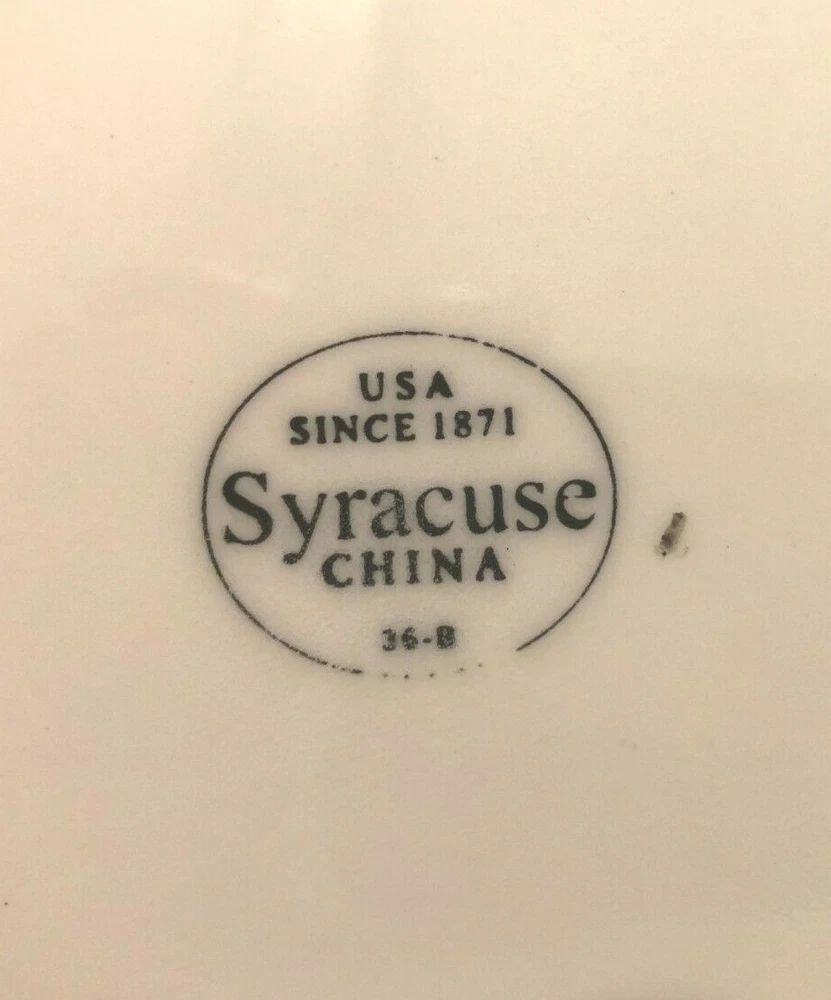 USA
SINCE 1871
Syracuse
CHINA
36-B